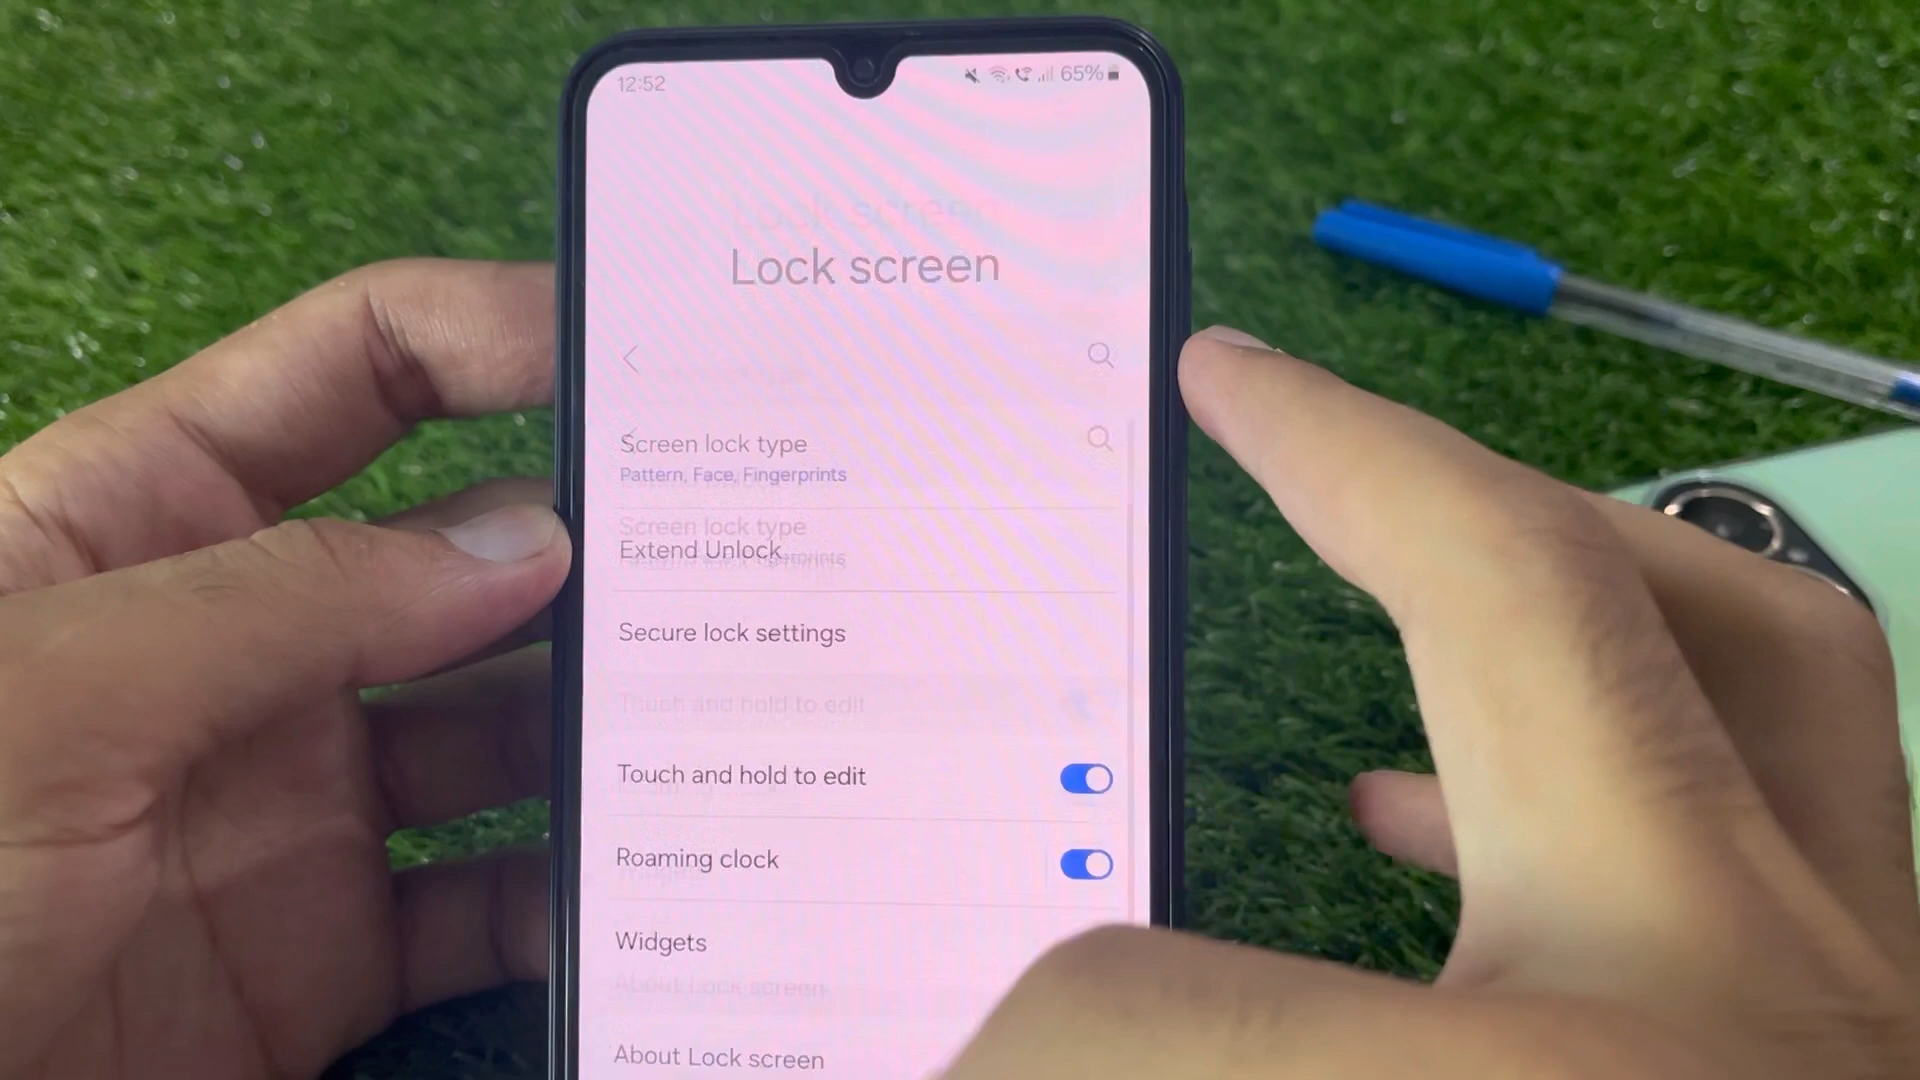 12:52
65%
Lock screen
Lock screen
Screen lock type
Pattern, Face, Fingerprints
Screen lock type
Extend Unlock
Secure lock settings
Touch and hold to edit
Touch and hold to edit
Roaming clock
Widgets
About Lock screen
About Lock screen